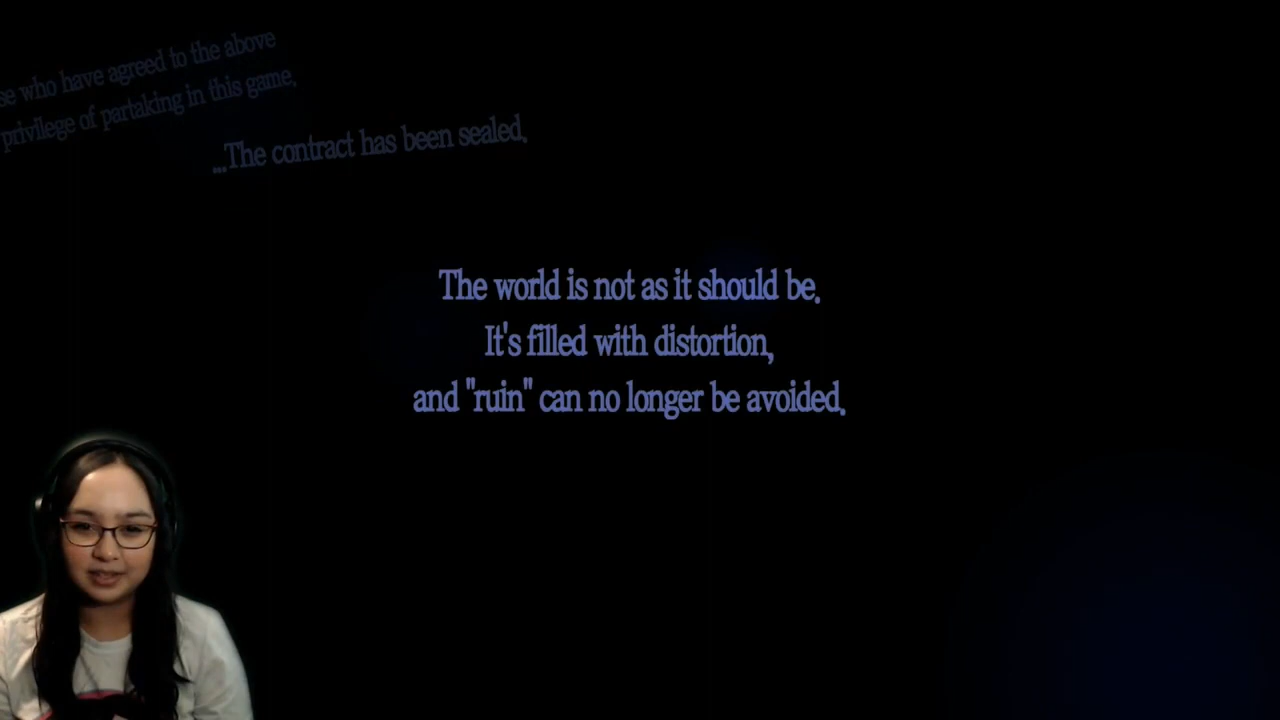 se who have agreed to the above
privilege of partaking in this game.
...The contract has been sealed.
The world is not as it should be.
It's filled with distortion,
and "ruin" can no longer be avoided.